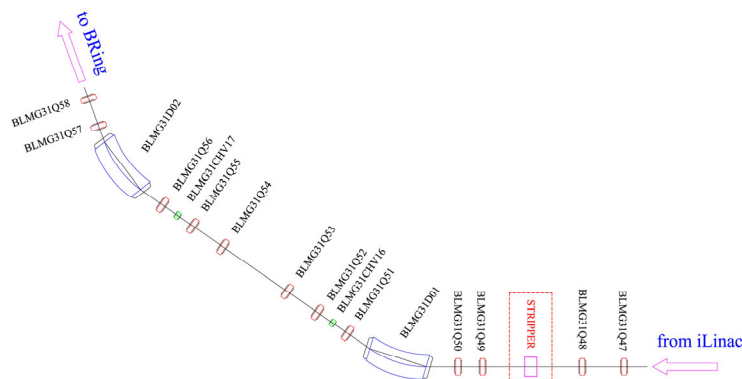 to BRing
BLMG31Q58
BLMG31Q57
BLMG31D02
BLMG31Q56
BLMG31CHV17
BLMG31Q55
BLMG31Q54
BLMG31Q53
BLMG31Q52
BLMG31CHV16
BLMG31Q51
BLMG31D01
BLMG31Q50
BLMG31Q49
STRIPPER
BLMG31Q48
BLMG31Q47
from iLinac